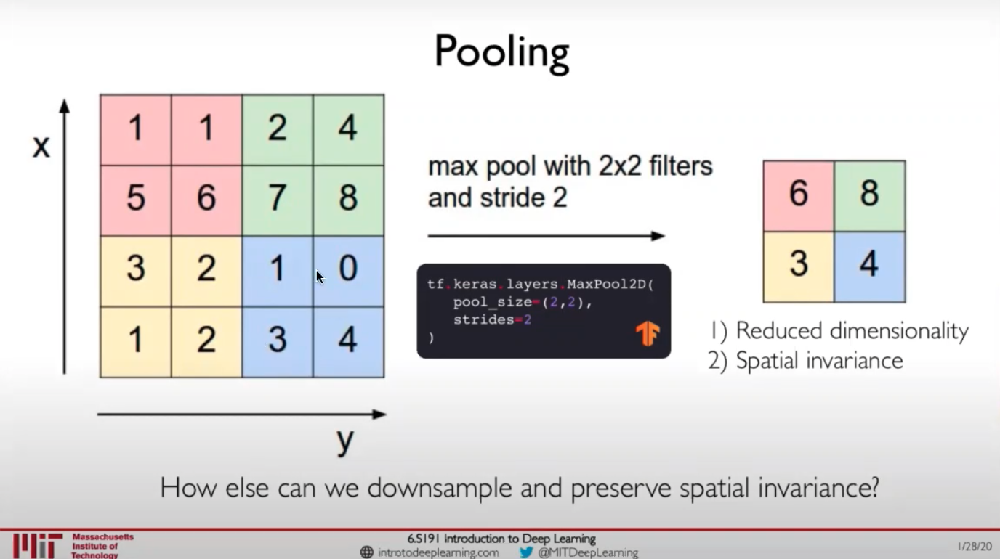 Pooling
x
1 1 2 4
5 6 7 8
3 2 1 0
1 2 3 4
y
max pool with 2x2 filters
and stride 2
tf.keras.layers.MaxPool2D(
pool_size=(2,2),
strides=2
)
6 8
3 4
1) Reduced dimensionality
2) Spatial invariance
How else can we downsample and preserve spatial invariance?
Massachusetts
Institute of
Technology
6.S191 Introduction to Deep Learning
introtodeeplearning.com @MITDeepLearning
1/28/20